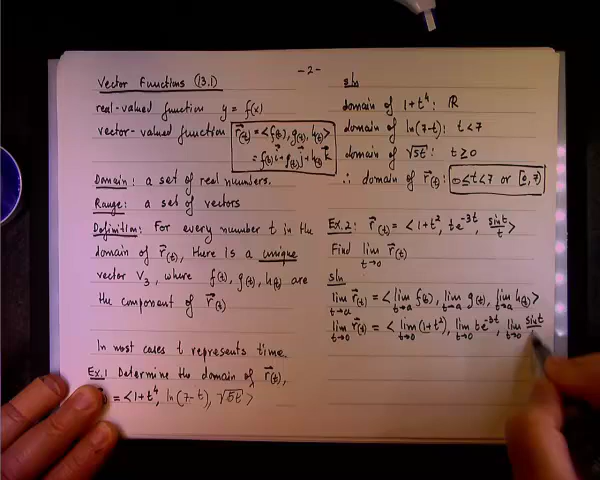 -2-
Vector Functions (13.1)
real-valued function y = f(x)
vector-valued function r⃗(t) = <f(t), g(t), h(t)>
= f(t) i⃗ + g(t) j⃗ + h(t) k⃗
Domain: a set of real numbers.
Range: a set of vectors
Definition: For every number t in the
domain of r⃗(t), there is a unique
vector V₃, where f(t), g(t), h(t) are
the component of r⃗(t)
In most cases t represents time.
Ex.1 Determine the domain of r⃗(t),
= <1+t⁴, ln(7-t), √5t>
sln
domain of 1+t⁴: ℝ
domain of ln(7-t): t<7
domain of √5t: t≥0
∴ domain of r⃗(t): 0≤t<7 or [0,7)
Ex.2: r⃗(t) = <1+t², te⁻³ᵗ, sint/t>
Find lim t→0 r⃗(t)
sln
lim t→a r⃗(t) = <lim t→a f(t), lim t→a g(t), lim t→a h(t)>
lim t→0 r⃗(t) = <lim t→0 (1+t²), lim t→0 te⁻³ᵗ, lim t→0 sint